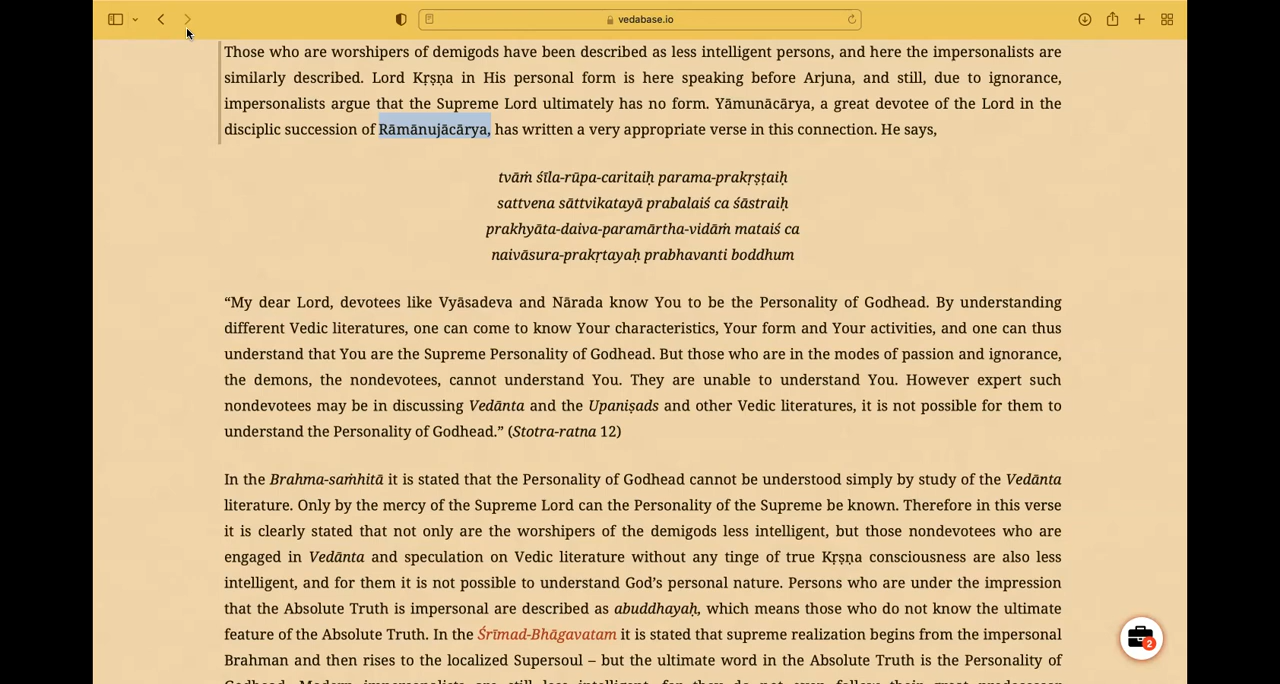 vedabase.io
Those who are worshipers of demigods have been described as less intelligent persons, and here the impersonalists are
similarly described. Lord Kṛṣṇa in His personal form is here speaking before Arjuna, and still, due to ignorance,
impersonalists argue that the Supreme Lord ultimately has no form. Yāmunācārya, a great devotee of the Lord in the
disciplic succession of Rāmānujācārya, has written a very appropriate verse in this connection. He says,
tvāṁ śīla-rūpa-caritaiḥ parama-prakṛṣṭaiḥ
sattvena sāttvikatayā prabalaiś ca śāstraiḥ
prakhyāta-daiva-paramārtha-vidāṁ mataiś ca
naivāsura-prakṛtayaḥ prabhavanti boddhum
“My dear Lord, devotees like Vyāsadeva and Nārada know You to be the Personality of Godhead. By understanding
different Vedic literatures, one can come to know Your characteristics, Your form and Your activities, and one can thus
understand that You are the Supreme Personality of Godhead. But those who are in the modes of passion and ignorance,
the demons, the nondevotees, cannot understand You. They are unable to understand You. However expert such
nondevotees may be in discussing Vedānta and the Upaniṣads and other Vedic literatures, it is not possible for them to
understand the Personality of Godhead.” (Stotra-ratna 12)
In the Brahma-saṁhitā it is stated that the Personality of Godhead cannot be understood simply by study of the Vedānta
literature. Only by the mercy of the Supreme Lord can the Personality of the Supreme be known. Therefore in this verse
it is clearly stated that not only are the worshipers of the demigods less intelligent, but those nondevotees who are
engaged in Vedānta and speculation on Vedic literature without any tinge of true Kṛṣṇa consciousness are also less
intelligent, and for them it is not possible to understand God’s personal nature. Persons who are under the impression
that the Absolute Truth is impersonal are described as abuddhayaḥ, which means those who do not know the ultimate
feature of the Absolute Truth. In the Śrīmad-Bhāgavatam it is stated that supreme realization begins from the impersonal
Brahman and then rises to the localized Supersoul – but the ultimate word in the Absolute Truth is the Personality of
Godhead. Modern impersonalists are still less intelligent, for they do not even follow their great predecessor
2